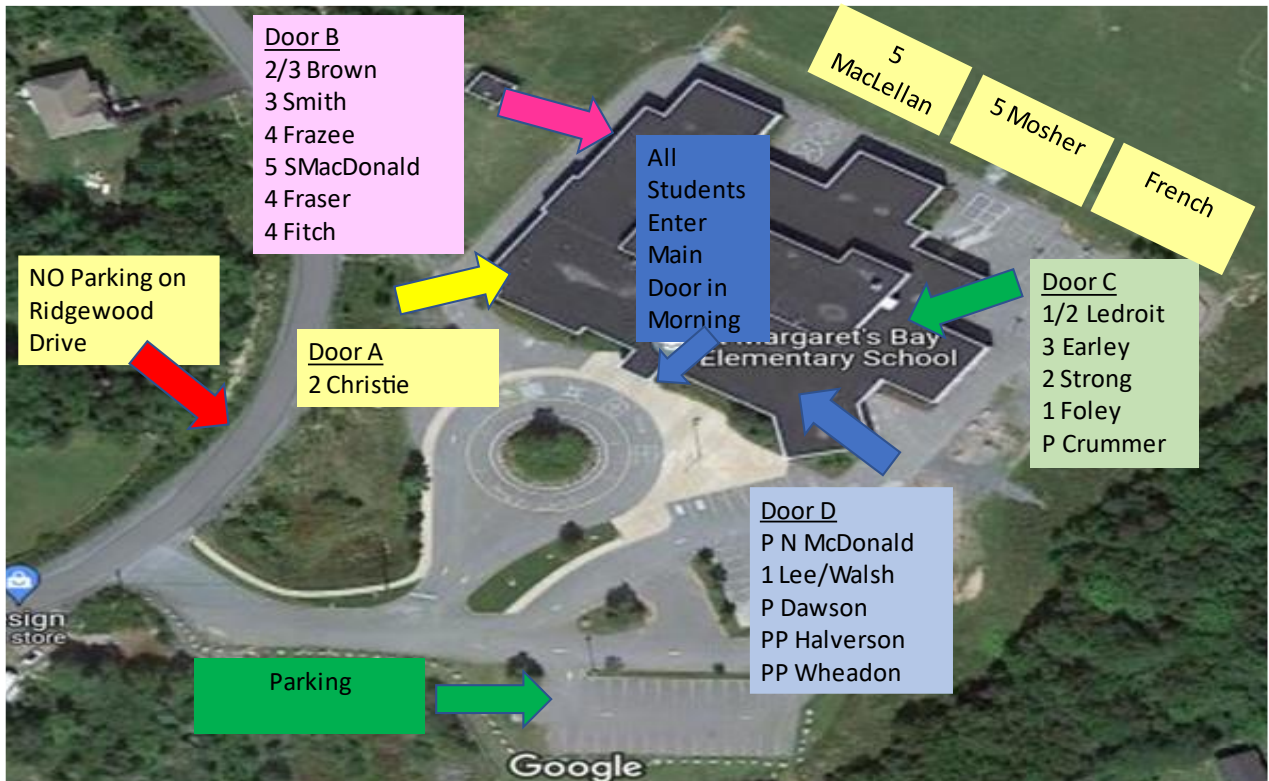 Door B
2/3 Brown
3 Smith
4 Frazee
5 SMacDonald
4 Fraser
4 Fitch
5
MacLellan
5 Mosher
French
All
Students
Enter
Main
Door in
Morning
NO Parking on
Ridgewood
Drive
Door A
2 Christie
Margaret's Bay
Elementary School
Door C
1/2 Ledroit
3 Earley
2 Strong
1 Foley
P Crummer
Door D
P N McDonald
1 Lee/Walsh
P Dawson
PP Halverson
PP Wheadon
sign
store
Parking
Google